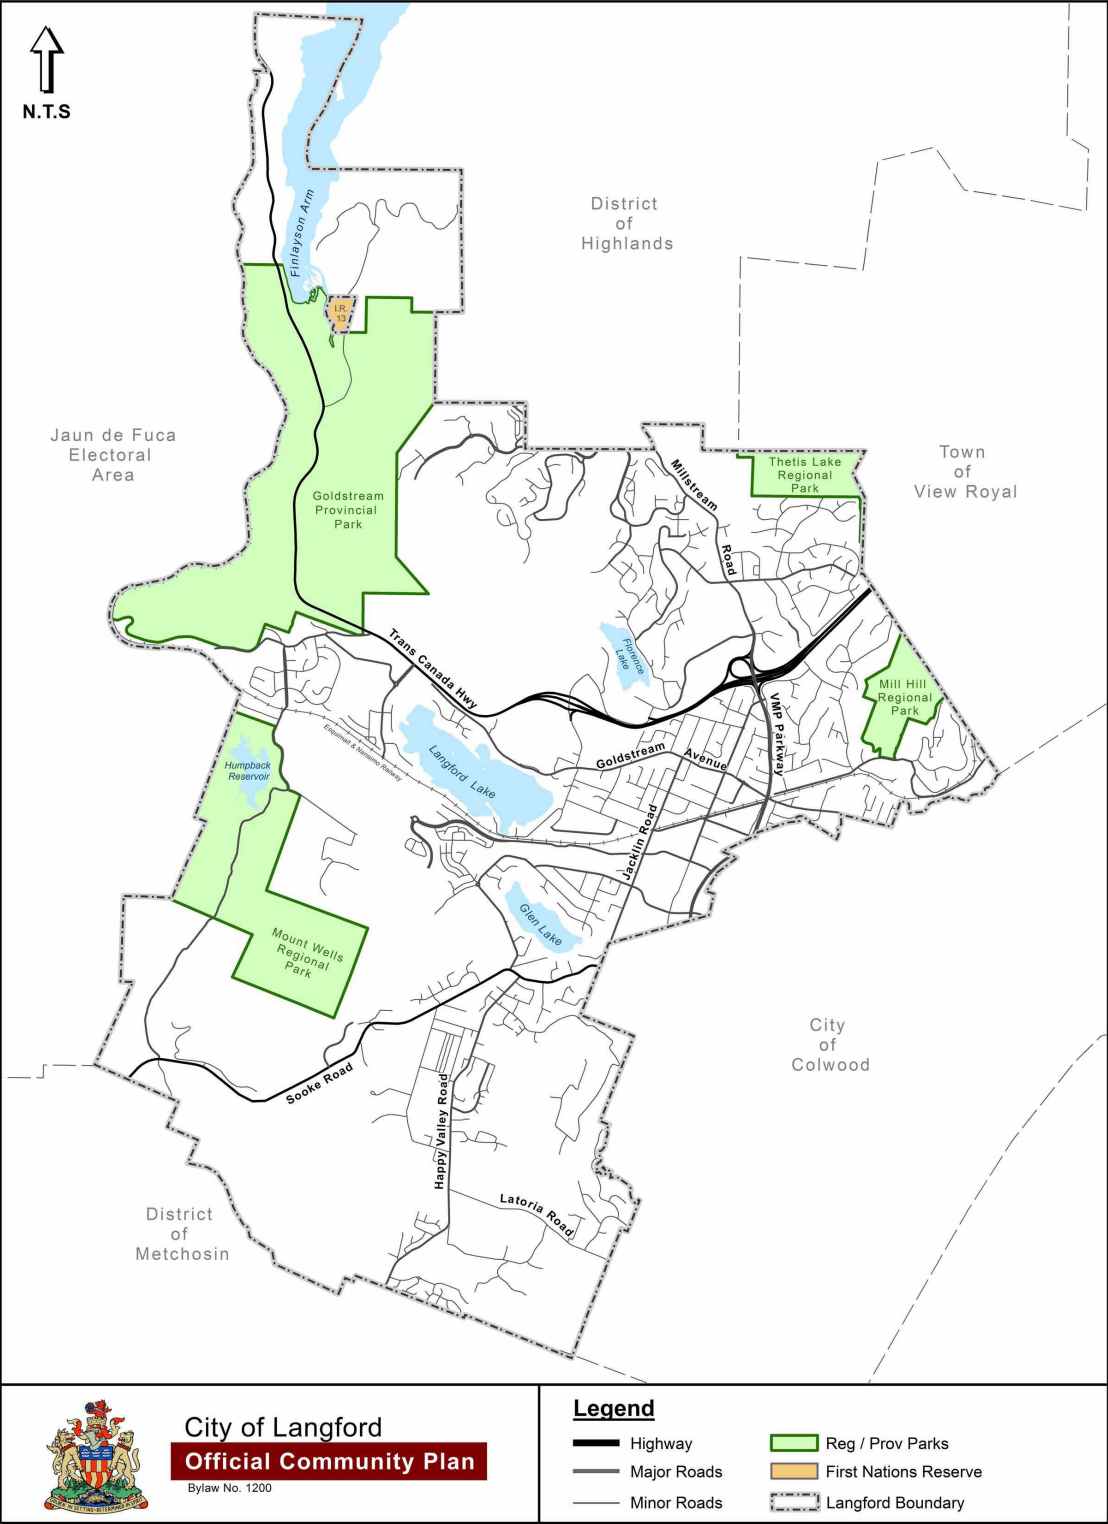 N.T.S
Finlayson Arm
District
of
Highlands
I.R.
13
Jaun de Fuca
Electoral
Area
Town
of
View Royal
Thetis Lake
Regional
Park
Millstream
Road
Goldstream
Provincial
Park
Trans Canada Hwy
Florence
Lake
Mill Hill
Regional
Park
VMP Parkway
Goldstream
Avenue
Esquimalt & Nanaimo Railway
Langford Lake
Humpback
Reservoir
Jacklin Road
Glen Lake
Mount Wells
Regional
Park
City
of
Colwood
Sooke Road
Happy Valley Road
Latoria Road
District
of
Metchosin
City of Langford
Official Community Plan
Bylaw No. 1200
Legend
Highway
Major Roads
Minor Roads
Reg / Prov Parks
First Nations Reserve
Langford Boundary